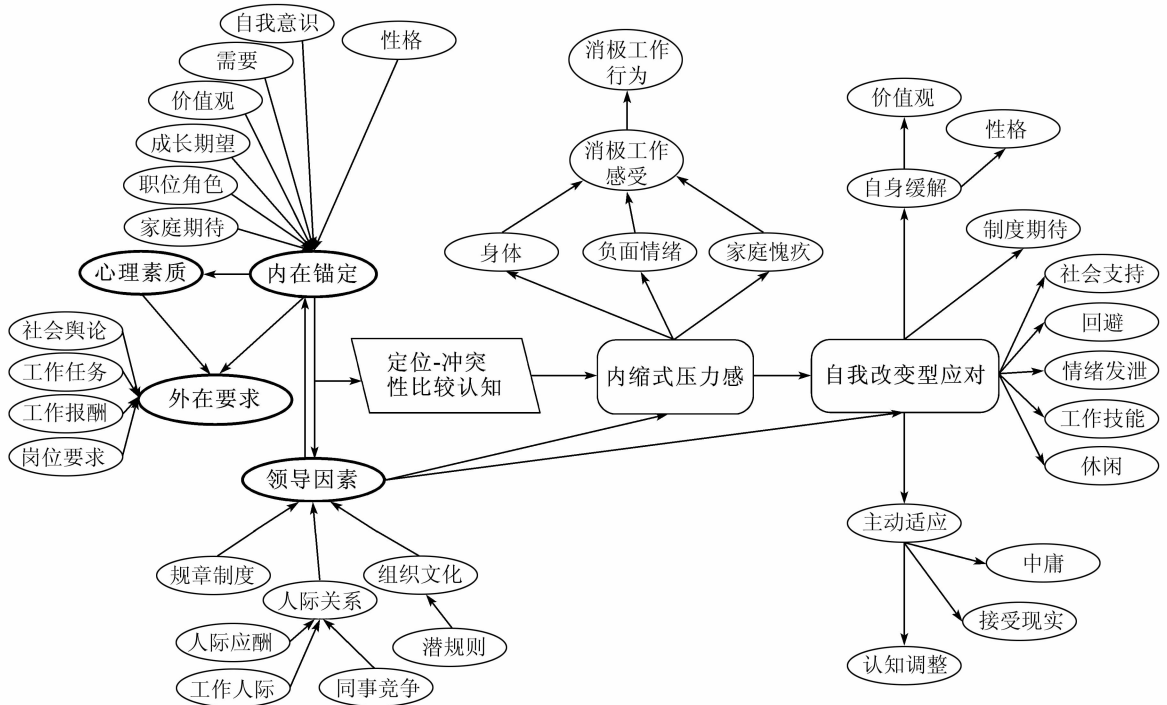 自我意识
性格
需要
价值观
成长期望
职位角色
家庭期待
心理素质
内在锚定
社会舆论
工作任务
工作报酬
岗位要求
外在要求
领导因素
规章制度
人际关系
组织文化
人际应酬
工作人际
同事竞争
潜规则
定位-冲突
性比较认知
消极工作
行为
消极工作
感受
身体
负面情绪
家庭愧疚
内缩式压力感
价值观
性格
自身缓解
制度期待
社会支持
回避
情绪发泄
工作技能
休闲
自我改变型应对
主动适应
中庸
接受现实
认知调整